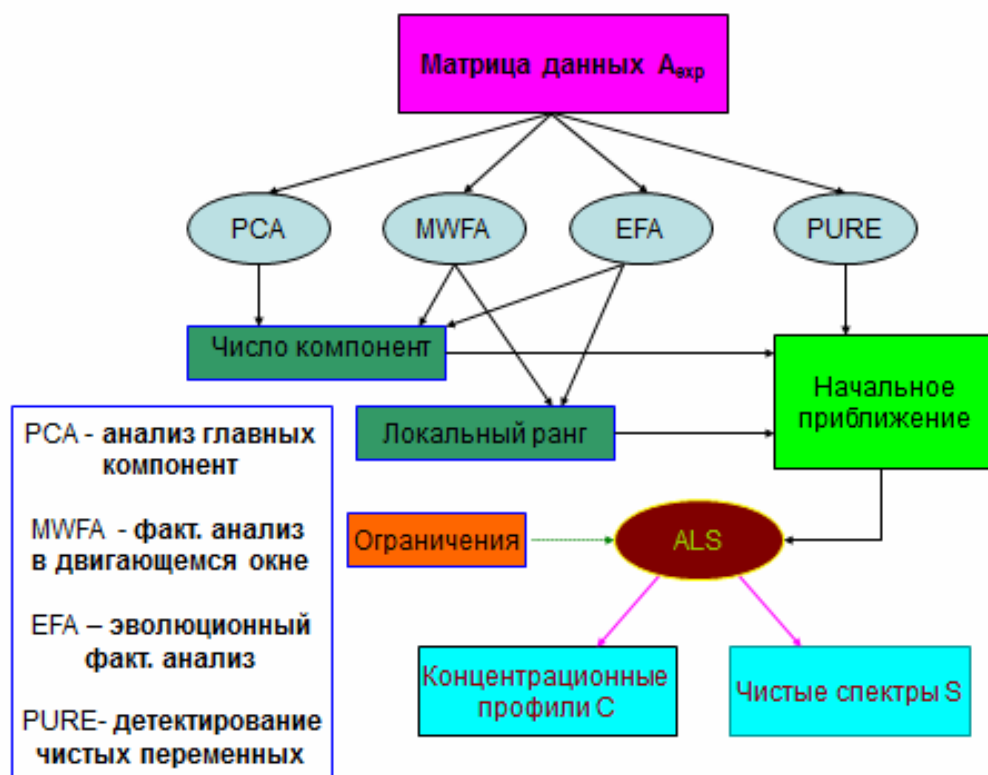 Матрица данных Aexp
PCA
MWFA
EFA
PURE
Число компонент
Начальное
приближение
Локальный ранг
PCA - анализ главных
компонент
MWFA - факт. анализ
в двигающемся окне
EFA – эволюционный
факт. анализ
PURE- детектирование
чистых переменных
Ограничения
ALS
Концентрационные
профили C
Чистые спектры S